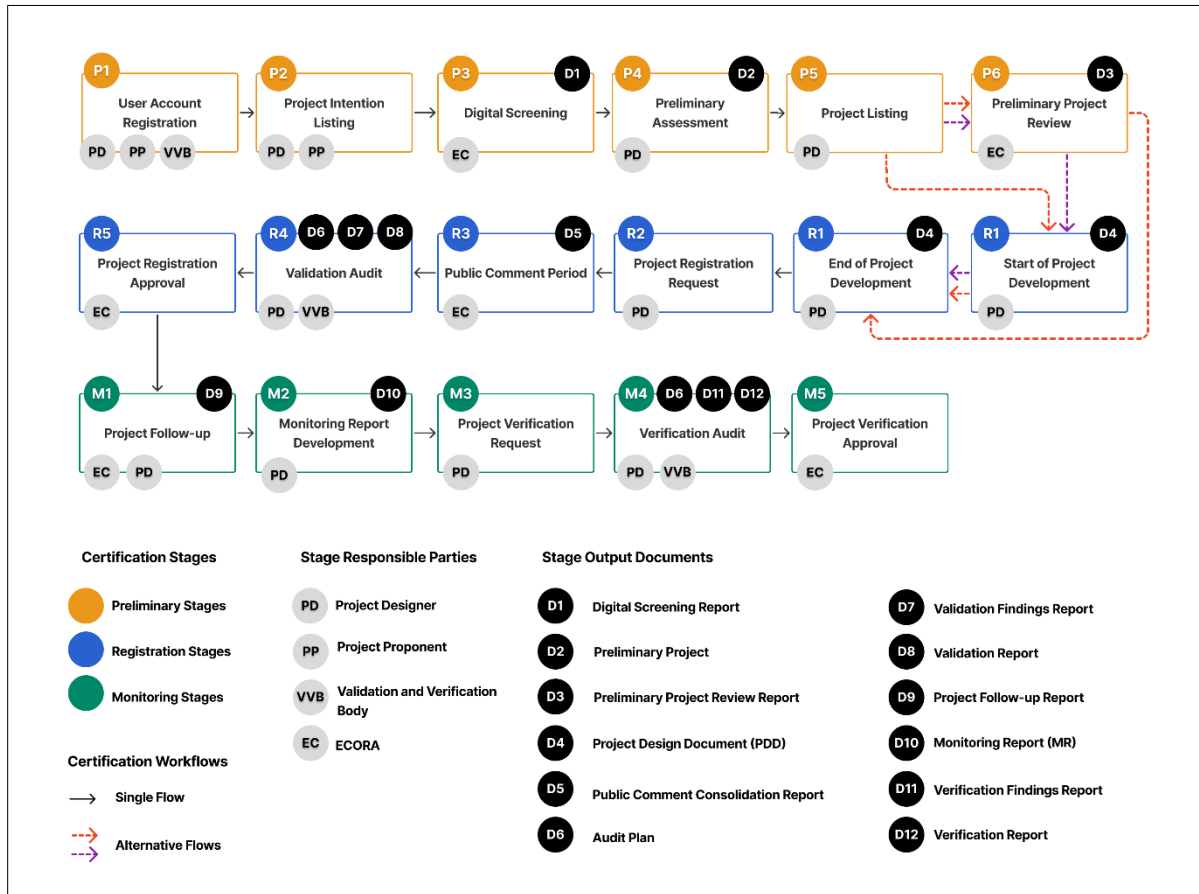 P1
User Account
Registration
PD PP VVB
P2
Project Intention
Listing
PD PP
P3 D1
Digital Screening
EC
P4 D2
Preliminary
Assessment
PD
P5
Project Listing
PD
P6 D3
Preliminary Project
Review
EC
R5
Project Registration
Approval
EC
R4 D6 D7 D8
Validation Audit
PD VVB
R3 D5
Public Comment Period
EC
R2
Project Registration
Request
PD
R1 D4
End of Project
Development
PD
R1 D4
Start of Project
Development
PD
M1 D9
Project Follow-up
EC PD
M2 D10
Monitoring Report
Development
PD
M3
Project Verification
Request
PD
M4 D6 D11 D12
Verification Audit
PD VVB
M5
Project Verification
Approval
EC
Certification Stages
Preliminary Stages
Registration Stages
Monitoring Stages
Certification Workflows
Single Flow
Alternative Flows
Stage Responsible Parties
PD Project Designer
PP Project Proponent
VVB Validation and Verification
Body
EC ECORA
Stage Output Documents
D1 Digital Screening Report
D2 Preliminary Project
D3 Preliminary Project Review Report
D4 Project Design Document (PDD)
D5 Public Comment Consolidation Report
D6 Audit Plan
D7 Validation Findings Report
D8 Validation Report
D9 Project Follow-up Report
D10 Monitoring Report (MR)
D11 Verification Findings Report
D12 Verification Report